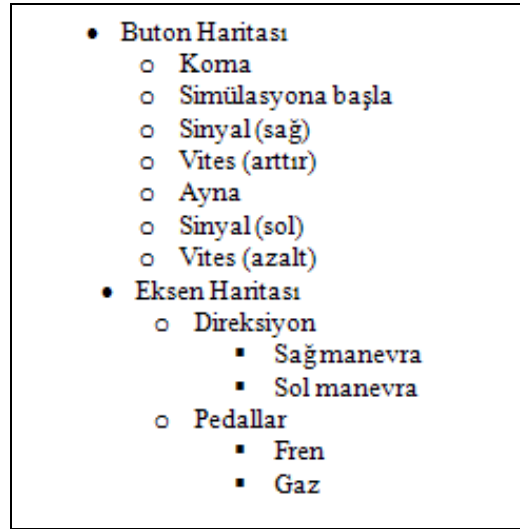 • Buton Haritası
o Korna
o Simülasyona başla
o Sinyal (sağ)
o Vites (arttır)
o Ayna
o Sinyal (sol)
o Vites (azalt)
• Eksen Haritası
o Direksiyon
▪ Sağ manevra
▪ Sol manevra
o Pedallar
▪ Fren
▪ Gaz